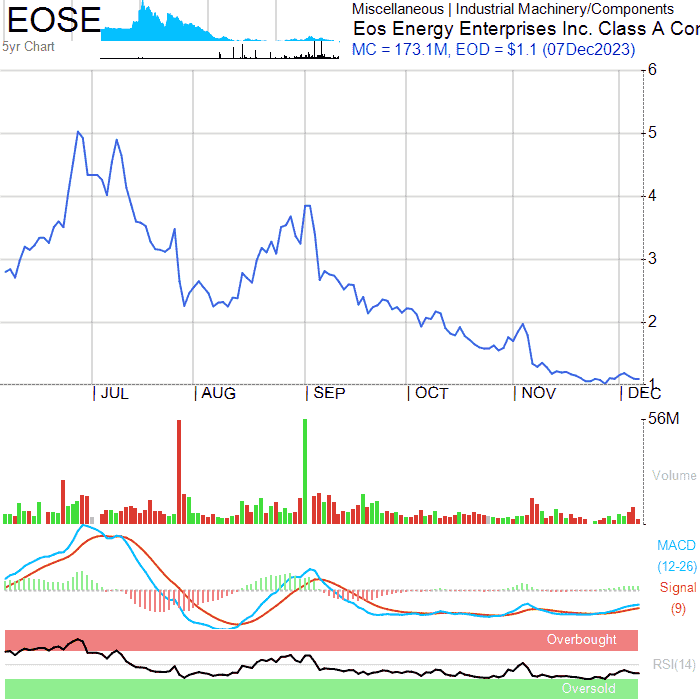 EOSE
5yr Chart
Miscellaneous | Industrial Machinery/Components
Eos Energy Enterprises Inc. Class A Cor
MC = 173.1M, EOD = $1.1 (07Dec2023)
6
5
4
3
2
1
| JUL
| AUG
| SEP
| OCT
| NOV
| DEC
56M
Volume
MACD
(12-26)
Signal
(9)
Overbought
RSI(14)
Oversold